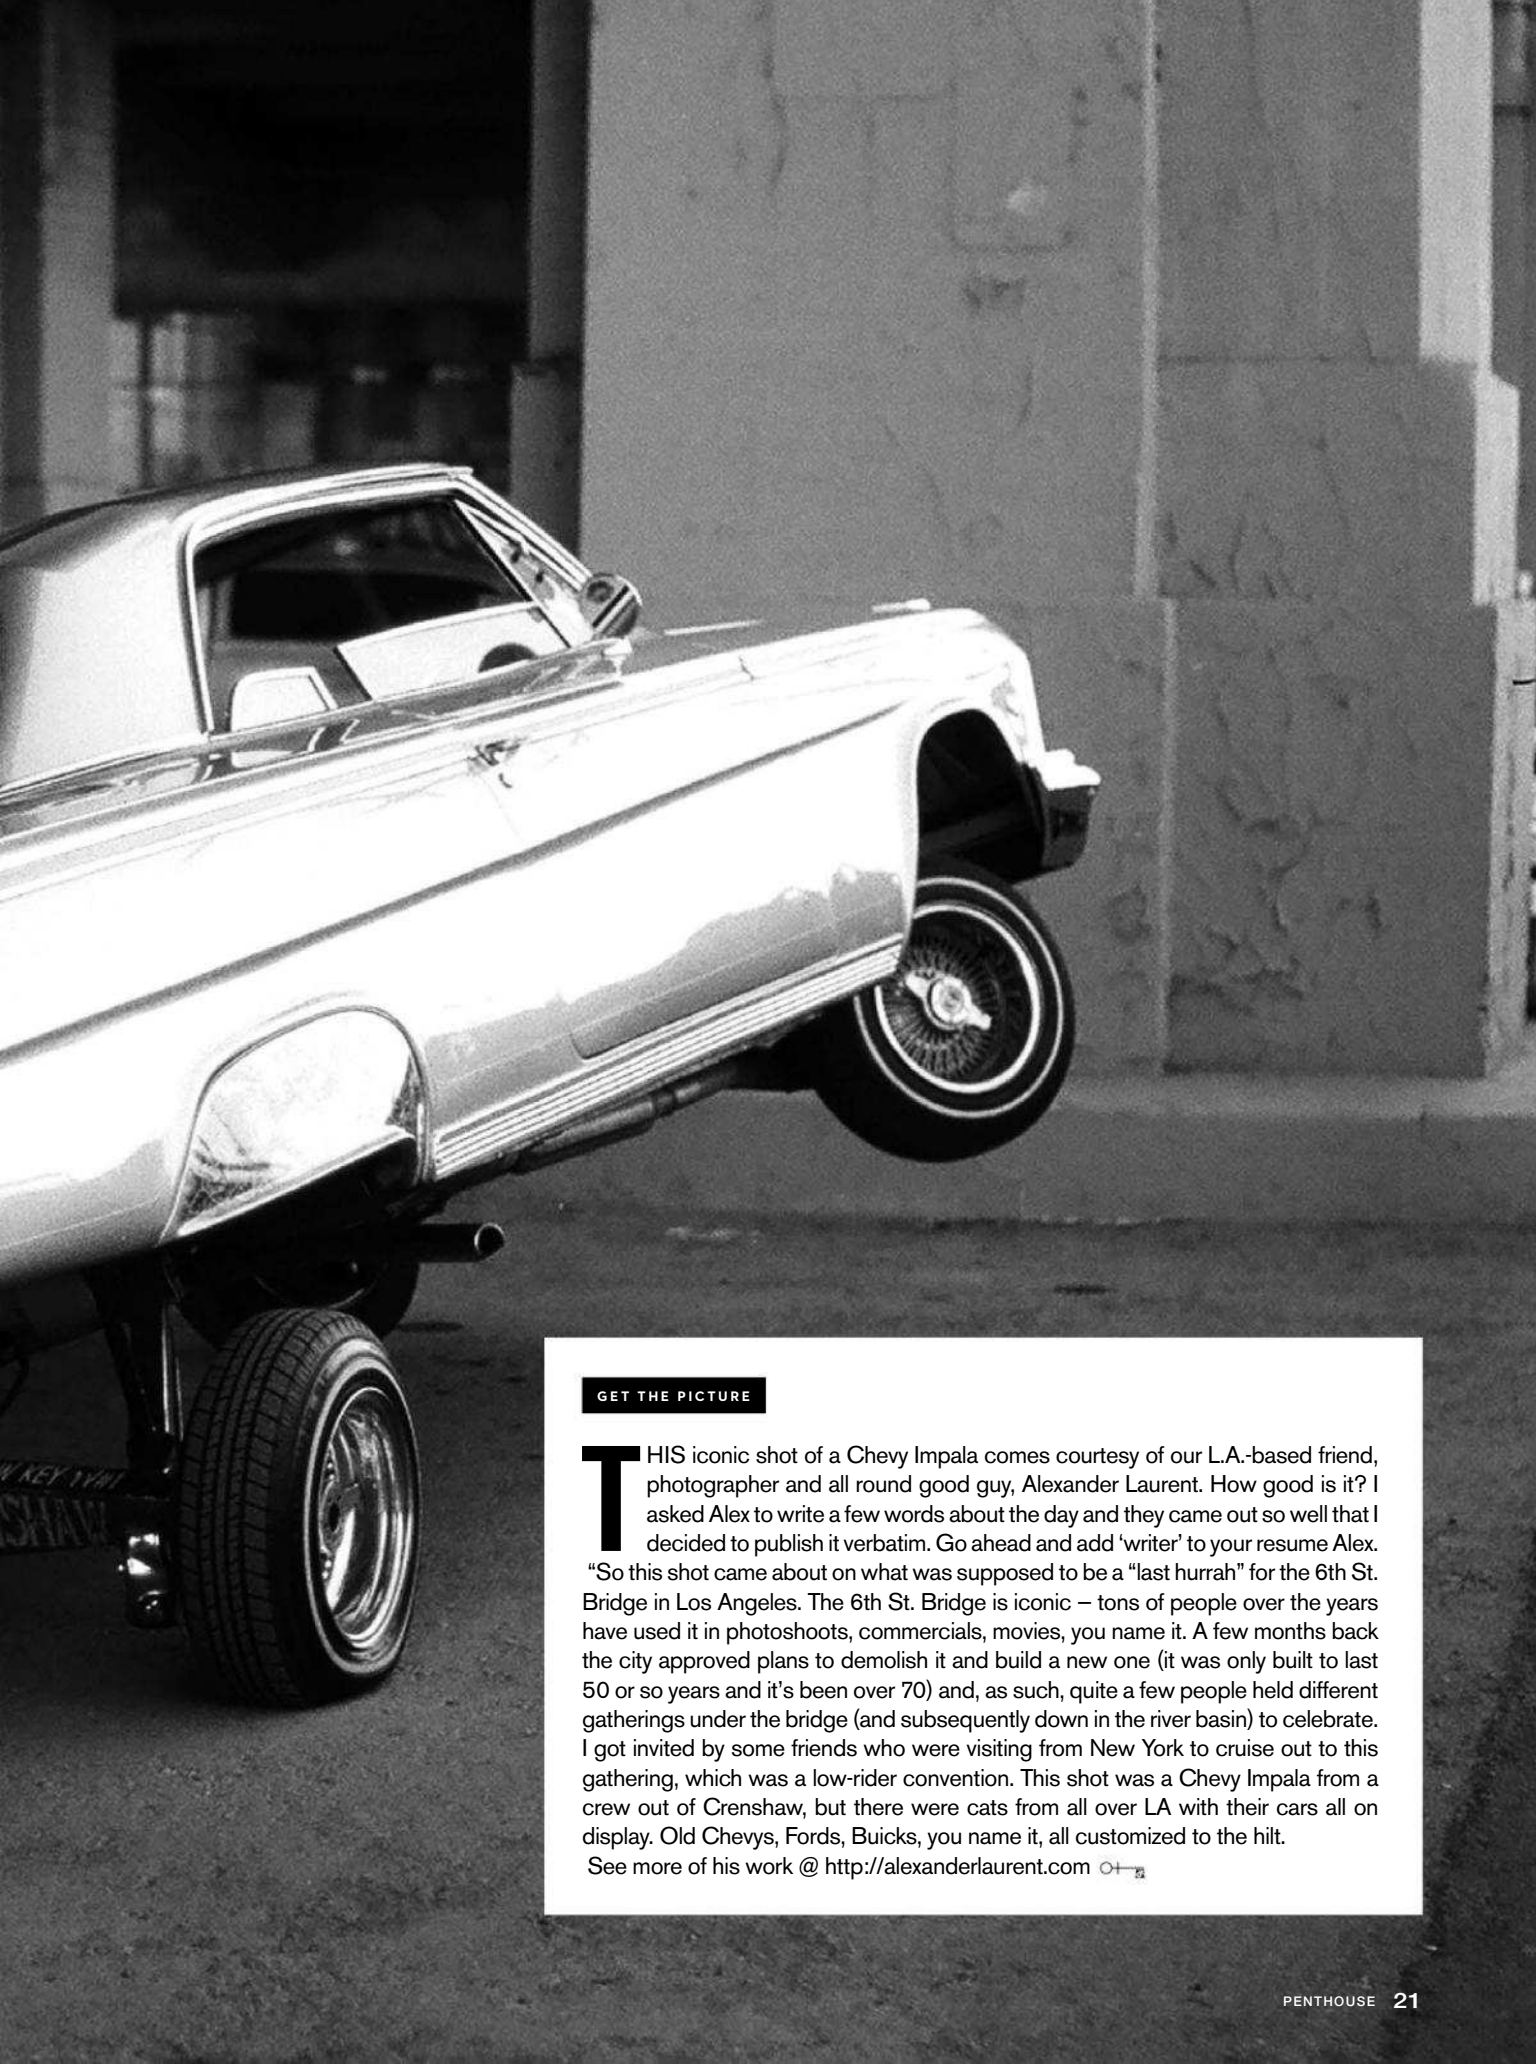 N KEY
SHAW
GET THE PICTURE
THIS iconic shot of a Chevy Impala comes courtesy of our L.A.-based friend,
photographer and all round good guy, Alexander Laurent. How good is it? I
asked Alex to write a few words about the day and they came out so well that I
decided to publish it verbatim. Go ahead and add ‘writer’ to your resume Alex.
“So this shot came about on what was supposed to be a “last hurrah” for the 6th St.
Bridge in Los Angeles. The 6th St. Bridge is iconic – tons of people over the years
have used it in photoshoots, commercials, movies, you name it. A few months back
the city approved plans to demolish it and build a new one (it was only built to last
50 or so years and it’s been over 70) and, as such, quite a few people held different
gatherings under the bridge (and subsequently down in the river basin) to celebrate.
I got invited by some friends who were visiting from New York to cruise out to this
gathering, which was a low-rider convention. This shot was a Chevy Impala from a
crew out of Crenshaw, but there were cats from all over LA with their cars all on
display. Old Chevys, Fords, Buicks, you name it, all customized to the hilt.
See more of his work @ http://alexanderlaurent.com
PENTHOUSE 21